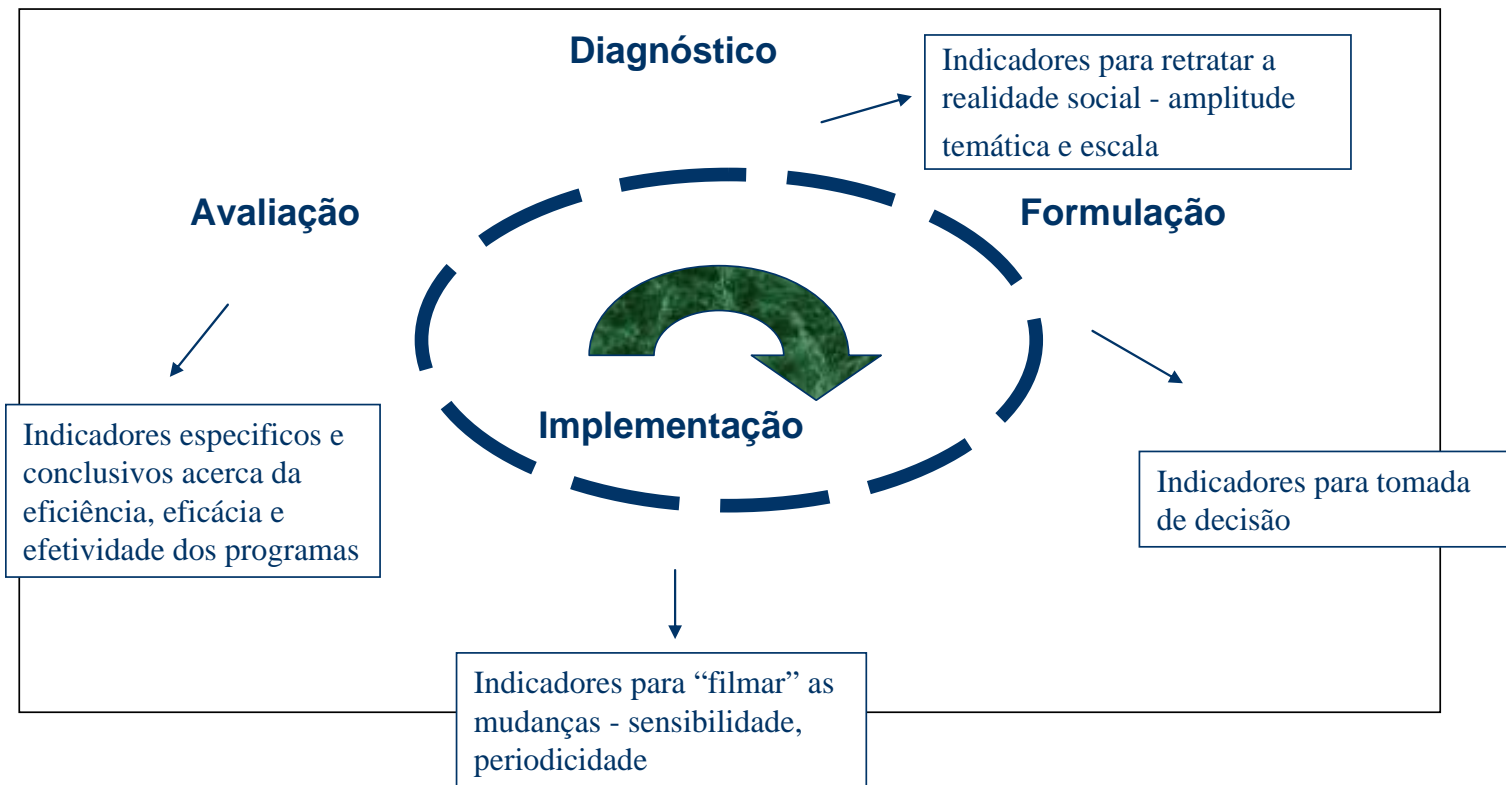 Diagnóstico
Indicadores para retratar a
realidade social - amplitude
temática e escala
Avaliação
Formulação
Implementação
Indicadores especificos e
conclusivos acerca da
eficiência, eficácia e
efetividade dos programas
Indicadores para tomada
de decisão
Indicadores para “filmar” as
mudanças - sensibilidade,
periodicidade